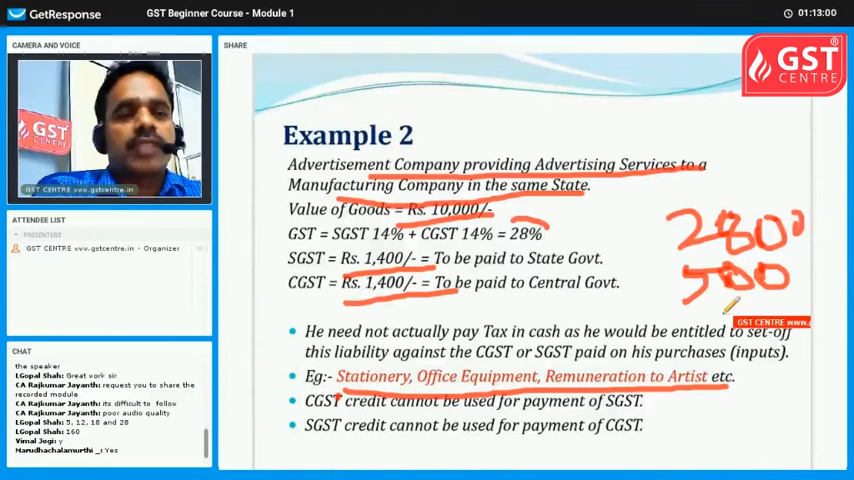 GetResponse
GST Beginner Course - Module 1
01:13:00
CAMERA AND VOICE
SHARE
GST
GST CENTRE www.gstcentre.in
GST
CENTRE
ATTENDEE LIST
PRESENTERS
GST CENTRE www.gstcentre.in - Organizer
CHAT
the speaker
LGopal Shah: Great work sir
CA Rajkumar Jayanth: request you to share the
recorded module
CA Rajkumar Jayanth: its difficult to follow
CA Rajkumar Jayanth: poor audio quality
LGopal Shah: 5, 12, 18 and 28
LGopal Shah: 160
Vimal Jogi: y
Marudhachalamurthi _: Yes
Example 2
Advertisement Company providing Advertising Services to a
Manufacturing Company in the same State.
Value of Goods = Rs. 10,000/-
GST = SGST 14% + CGST 14% = 28%
SGST = Rs. 1,400/- = To be paid to State Govt.
CGST = Rs. 1,400/- = To be paid to Central Govt.
2800
500
GST CENTRE www.g
• He need not actually pay Tax in cash as he would be entitled to set-off
this liability against the CGST or SGST paid on his purchases (inputs).
• Eg:- Stationery, Office Equipment, Remuneration to Artist etc.
• CGST credit cannot be used for payment of SGST.
• SGST credit cannot be used for payment of CGST.